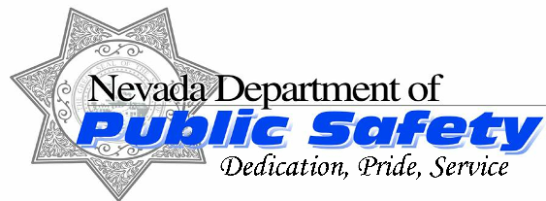 Nevada Department of
Public Safety
Dedication, Pride, Service